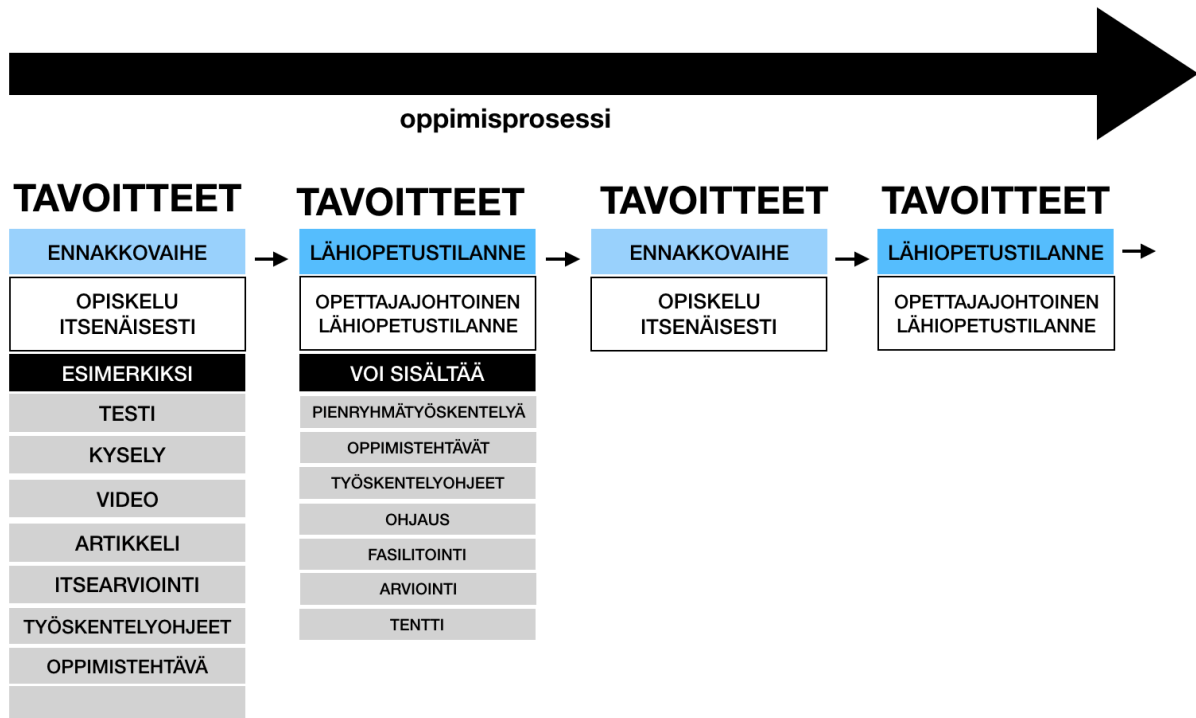 oppimisprosessi
TAVOITTEET
ENNAKKOVAIHE
OPISKELU
ITSENÄISESTI
ESIMERKIKSI
TESTI
KYSELY
VIDEO
ARTIKKELI
ITSEARVIOINTI
TYÖSKENTELYOHJEET
OPPIMISTEHTÄVÄ
TAVOITTEET
LÄHIOPETUSTILANNE
OPETTAJAJOHTOINEN
LÄHIOPETUSTILANNE
VOI SISÄLTÄÄ
PIENRYHMÄTYÖSKENTELYÄ
OPPIMISTEHTÄVÄT
TYÖSKENTELYOHJEET
OHJAUS
FASILITOINTI
ARVIOINTI
TENTTI
TAVOITTEET
ENNAKKOVAIHE
OPISKELU
ITSENÄISESTI
TAVOITTEET
LÄHIOPETUSTILANNE
OPETTAJAJOHTOINEN
LÄHIOPETUSTILANNE